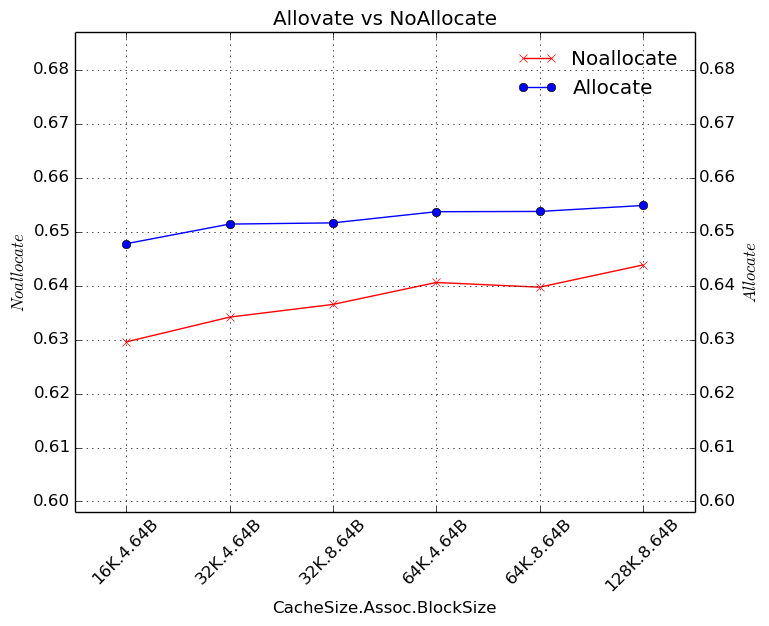 Allovate vs NoAllocate
Noallocate
Allocate
0.68
0.67
0.66
0.65
0.64
0.63
0.62
0.61
0.60
Noallocate
0.68
0.67
0.66
0.65
0.64
0.63
0.62
0.61
0.60
Allocate
16K.4.64B
32K.4.64B
32K.8.64B
64K.4.64B
64K.8.64B
128K.8.64B
CacheSize.Assoc.BlockSize